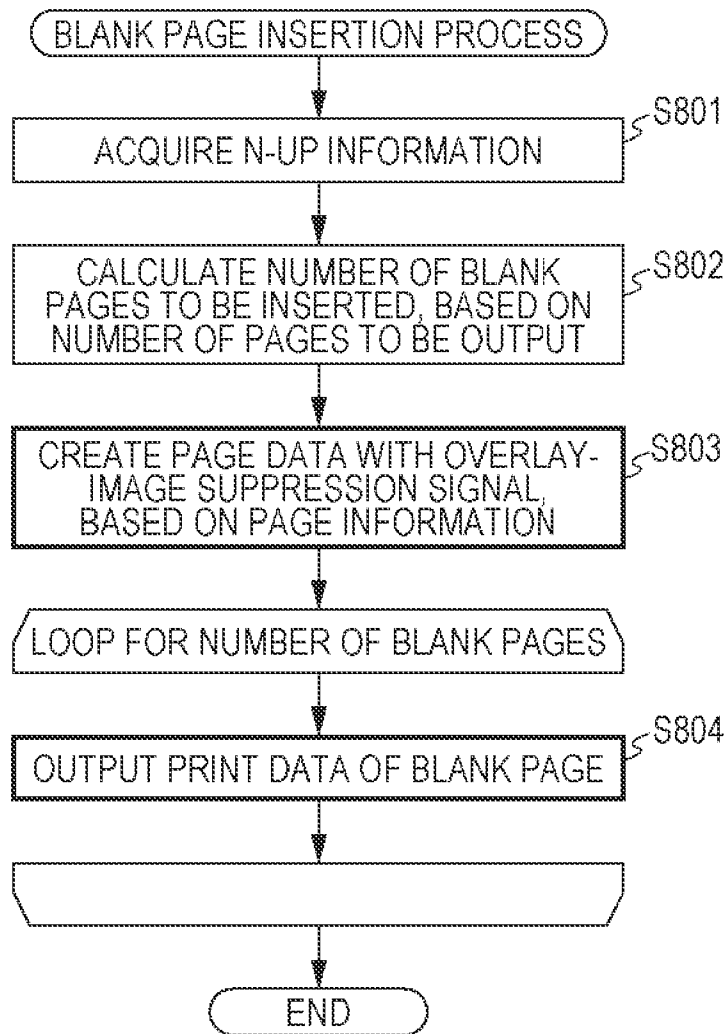 BLANK PAGE INSERTION PROCESS
S801
ACQUIRE N-UP INFORMATION
S802
CALCULATE NUMBER OF BLANK
PAGES TO BE INSERTED, BASED ON
NUMBER OF PAGES TO BE OUTPUT
S803
CREATE PAGE DATA WITH OVERLAY-
IMAGE SUPPRESSION SIGNAL,
BASED ON PAGE INFORMATION
LOOP FOR NUMBER OF BLANK PAGES
S804
OUTPUT PRINT DATA OF BLANK PAGE
END